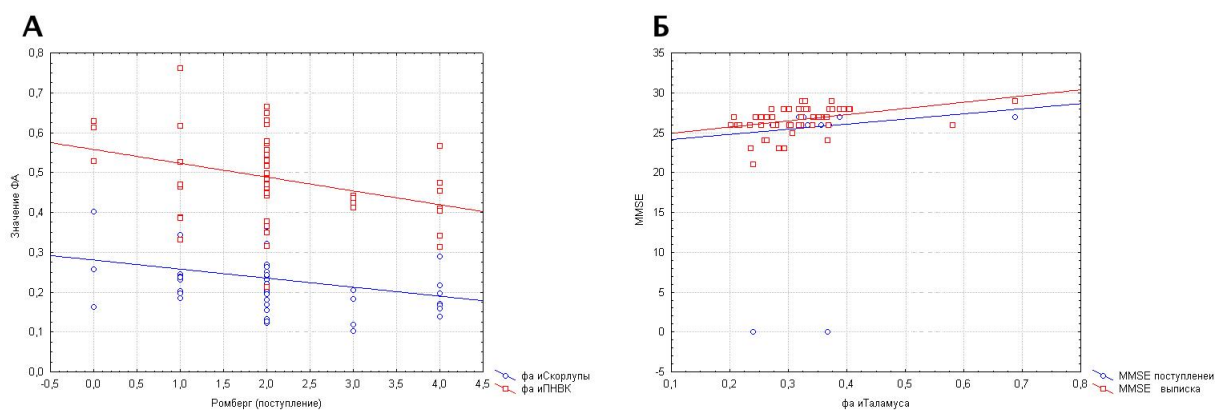 А
Значение ФА
0,8
0,7
0,6
0,5
0,4
0,3
0,2
0,1
0,0
-0,5 0,0 0,5 1,0 1,5 2,0 2,5 3,0 3,5 4,0 4,5
Ромберг (поступление)
фа иСкорлупы
фа иПНВК
Б
MMSE
35
30
25
20
15
10
5
0
-5
0,1 0,2 0,3 0,4 0,5 0,6 0,7 0,8
фа иТаламуса
MMSE поступленеи
MMSE выписка